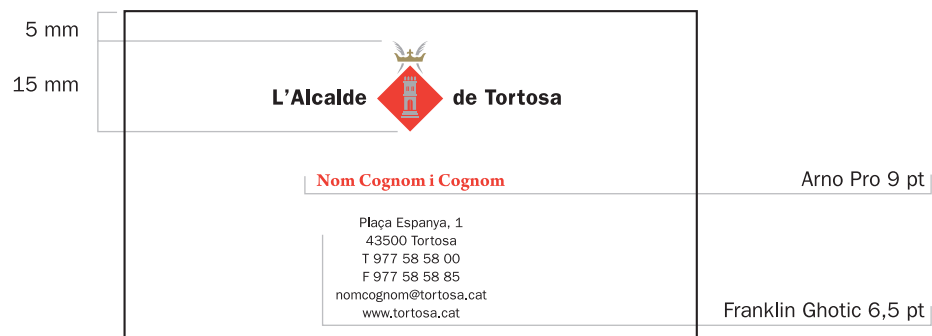 5 mm
15 mm
L'Alcalde de Tortosa
Nom Cognom i Cognom
Arno Pro 9 pt
Plaça Espanya, 1
43500 Tortosa
T 977 58 58 00
F 977 58 58 85
nomcognom@tortosa.cat
www.tortosa.cat
Franklin Ghotic 6,5 pt